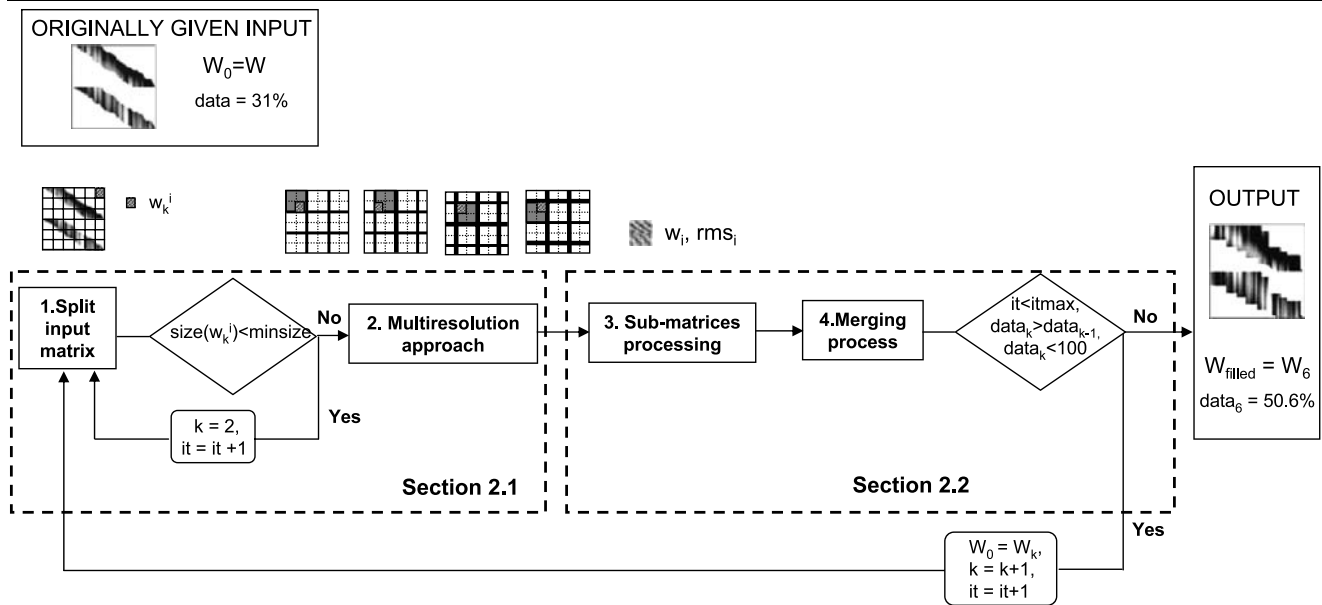 ORIGINALLY GIVEN INPUT
W₀=W
data = 31%
wₖⁱ
wᵢ, rmsᵢ
1.Split
input
matrix
size(wₖⁱ)<minsize
No
Yes
k = 2,
it = it +1
2. Multiresolution
approach
Section 2.1
3. Sub-matrices
processing
4.Merging
process
it<itmax,
dataₖ>dataₖ₋₁,
dataₖ<100
No
Section 2.2
Yes
W₀ = Wₖ,
k = k+1,
it = it+1
OUTPUT
W_filled = W₆
data₆ = 50.6%